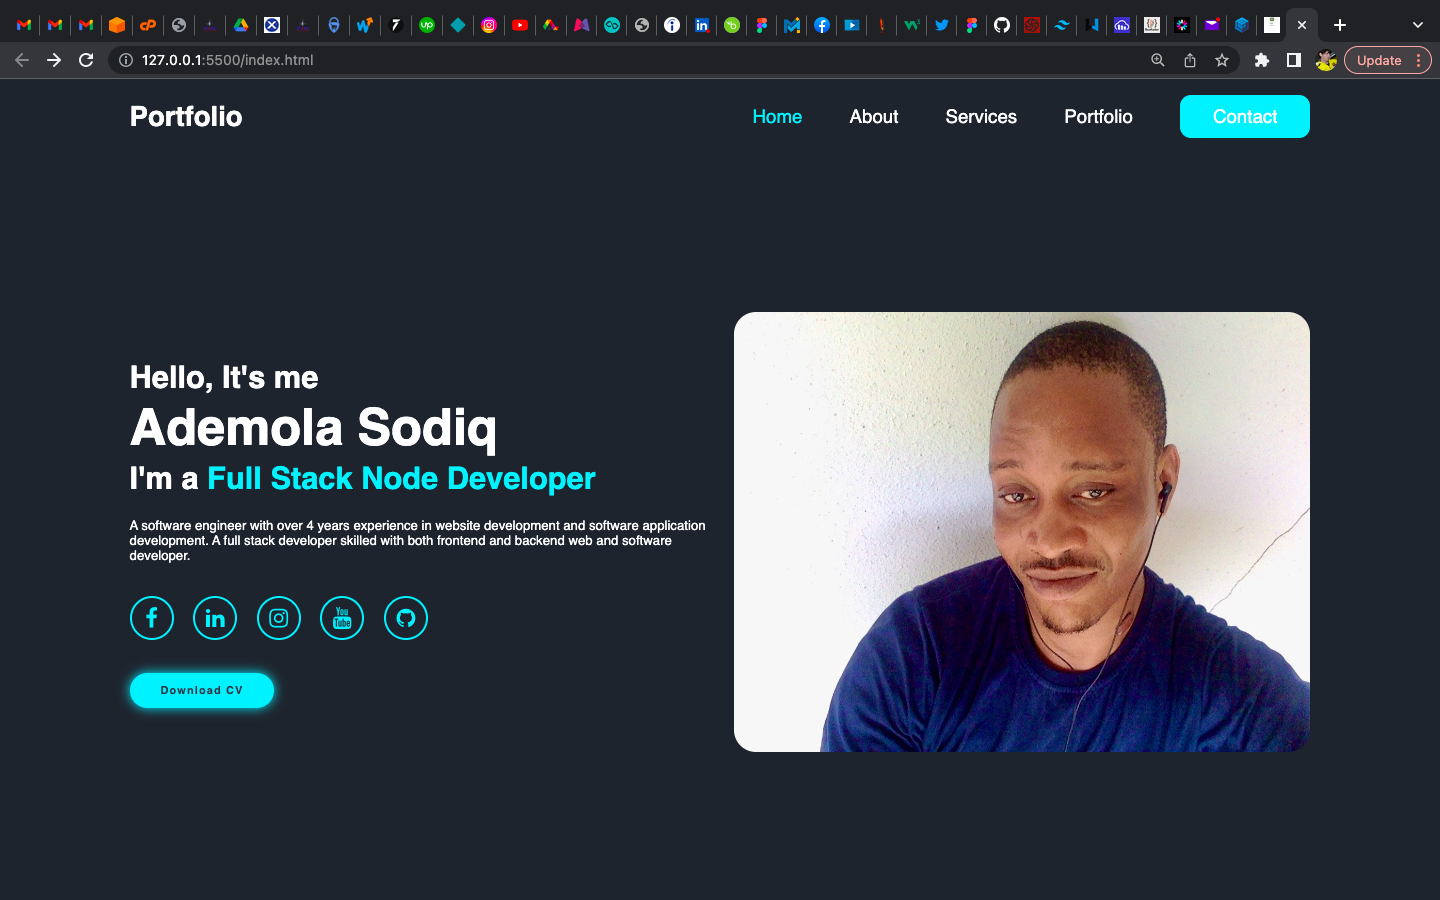 127.0.0.1:5500/index.html
Update
Portfolio
Home
About
Services
Portfolio
Contact
Hello, It's me
Ademola Sodiq
I'm a Full Stack Node Developer
A software engineer with over 4 years experience in website development and software application
development. A full stack developer skilled with both frontend and backend web and software
developer.
You
Tube
Download CV